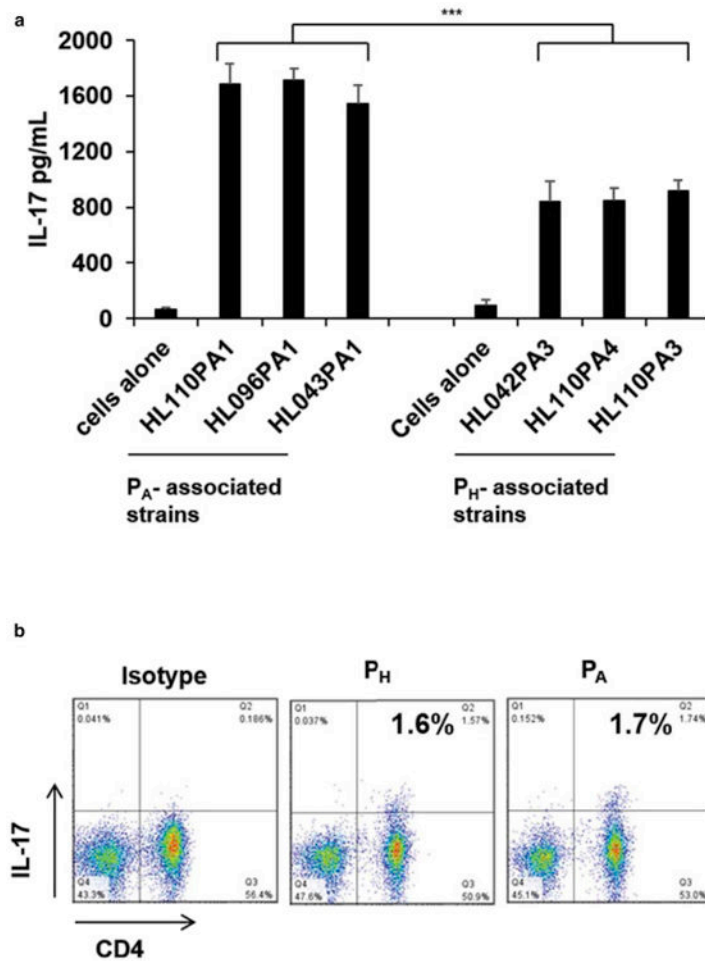 a
***
2000
1600
1200
800
400
0
IL-17 pg/mL
cells alone
HL110PA1
HL096PA1
HL043PA1
Cells alone
HL042PA3
HL110PA4
HL110PA3
PA- associated
strains
PH- associated
strains
b
Isotype
PH
PA
Q1
0.041%
Q2
0.186%
Q4
43.3%
Q3
56.4%
Q1
0.037%
1.6%
Q2
1.57%
Q4
47.6%
Q3
50.9%
Q1
0.152%
1.7%
Q2
1.74%
Q4
45.1%
Q3
53.0%
IL-17
CD4